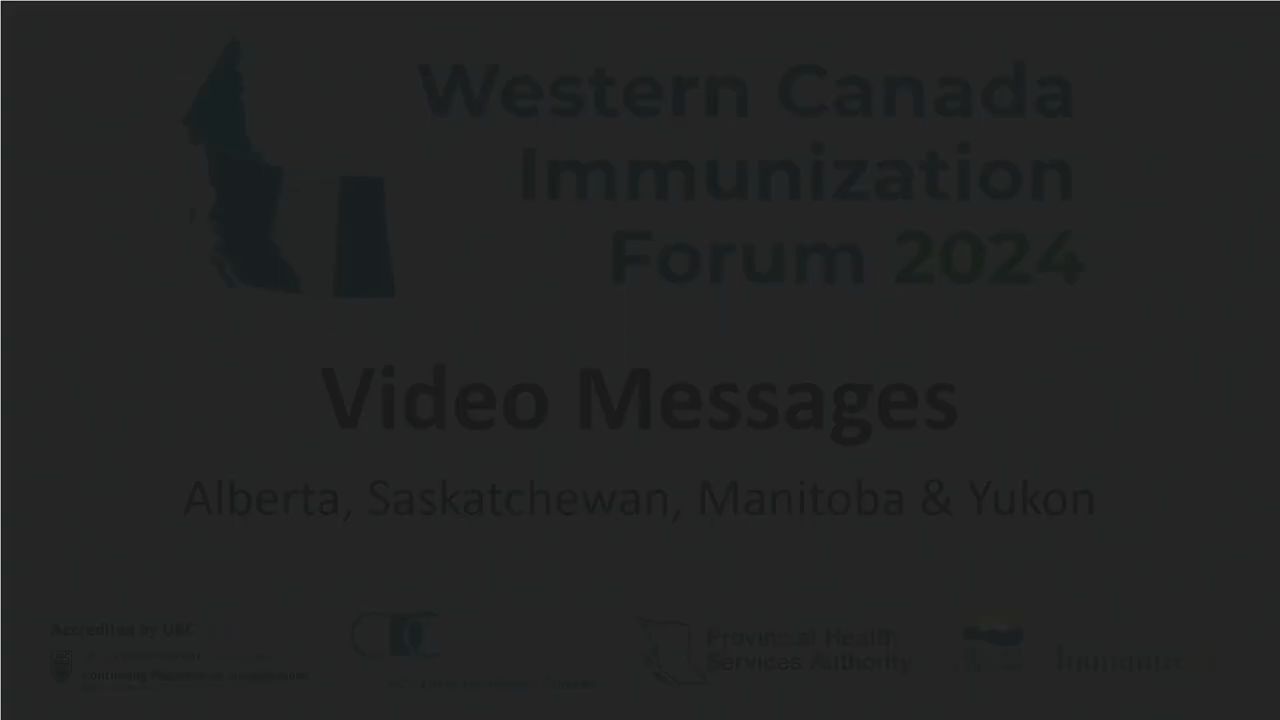 Western Canada
Immunization
Forum 2024
Video Messages
Alberta, Saskatchewan, Manitoba & Yukon
Accredited by UBC
Continuing Professional Development
Provincial Health
Services Authority